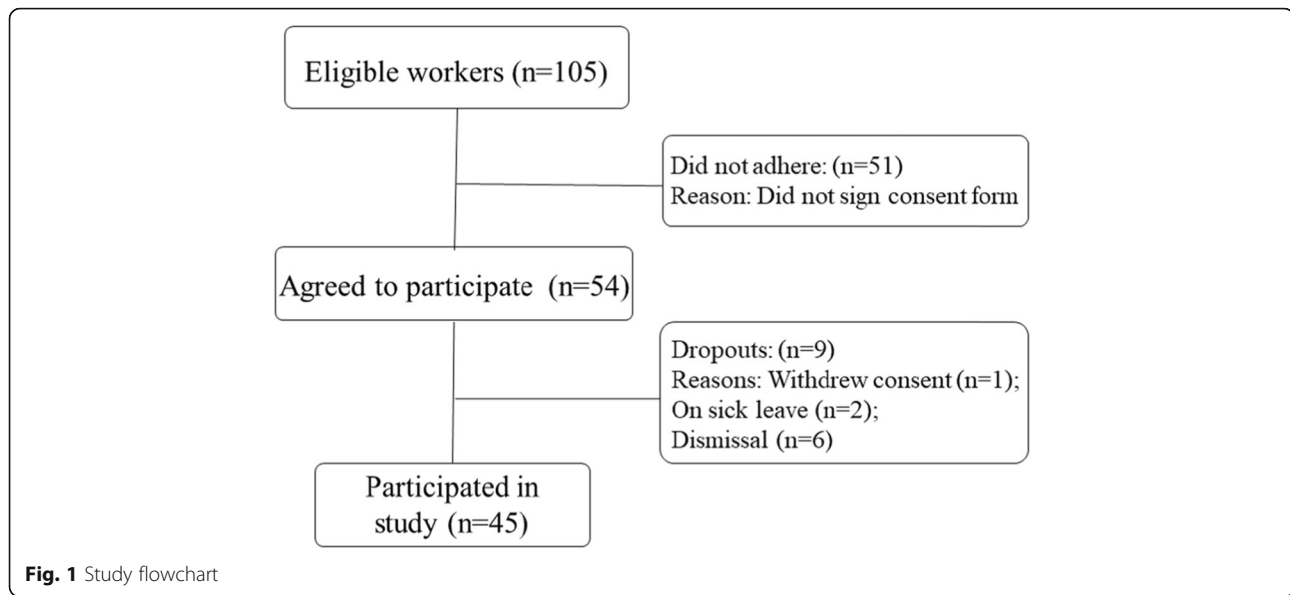 Eligible workers (n=105)
Did not adhere: (n=51)
Reason: Did not sign consent form
Agreed to participate (n=54)
Dropouts: (n=9)
Reasons: Withdrew consent (n=1);
On sick leave (n=2);
Dismissal (n=6)
Participated in
study (n=45)
Fig. 1 Study flowchart